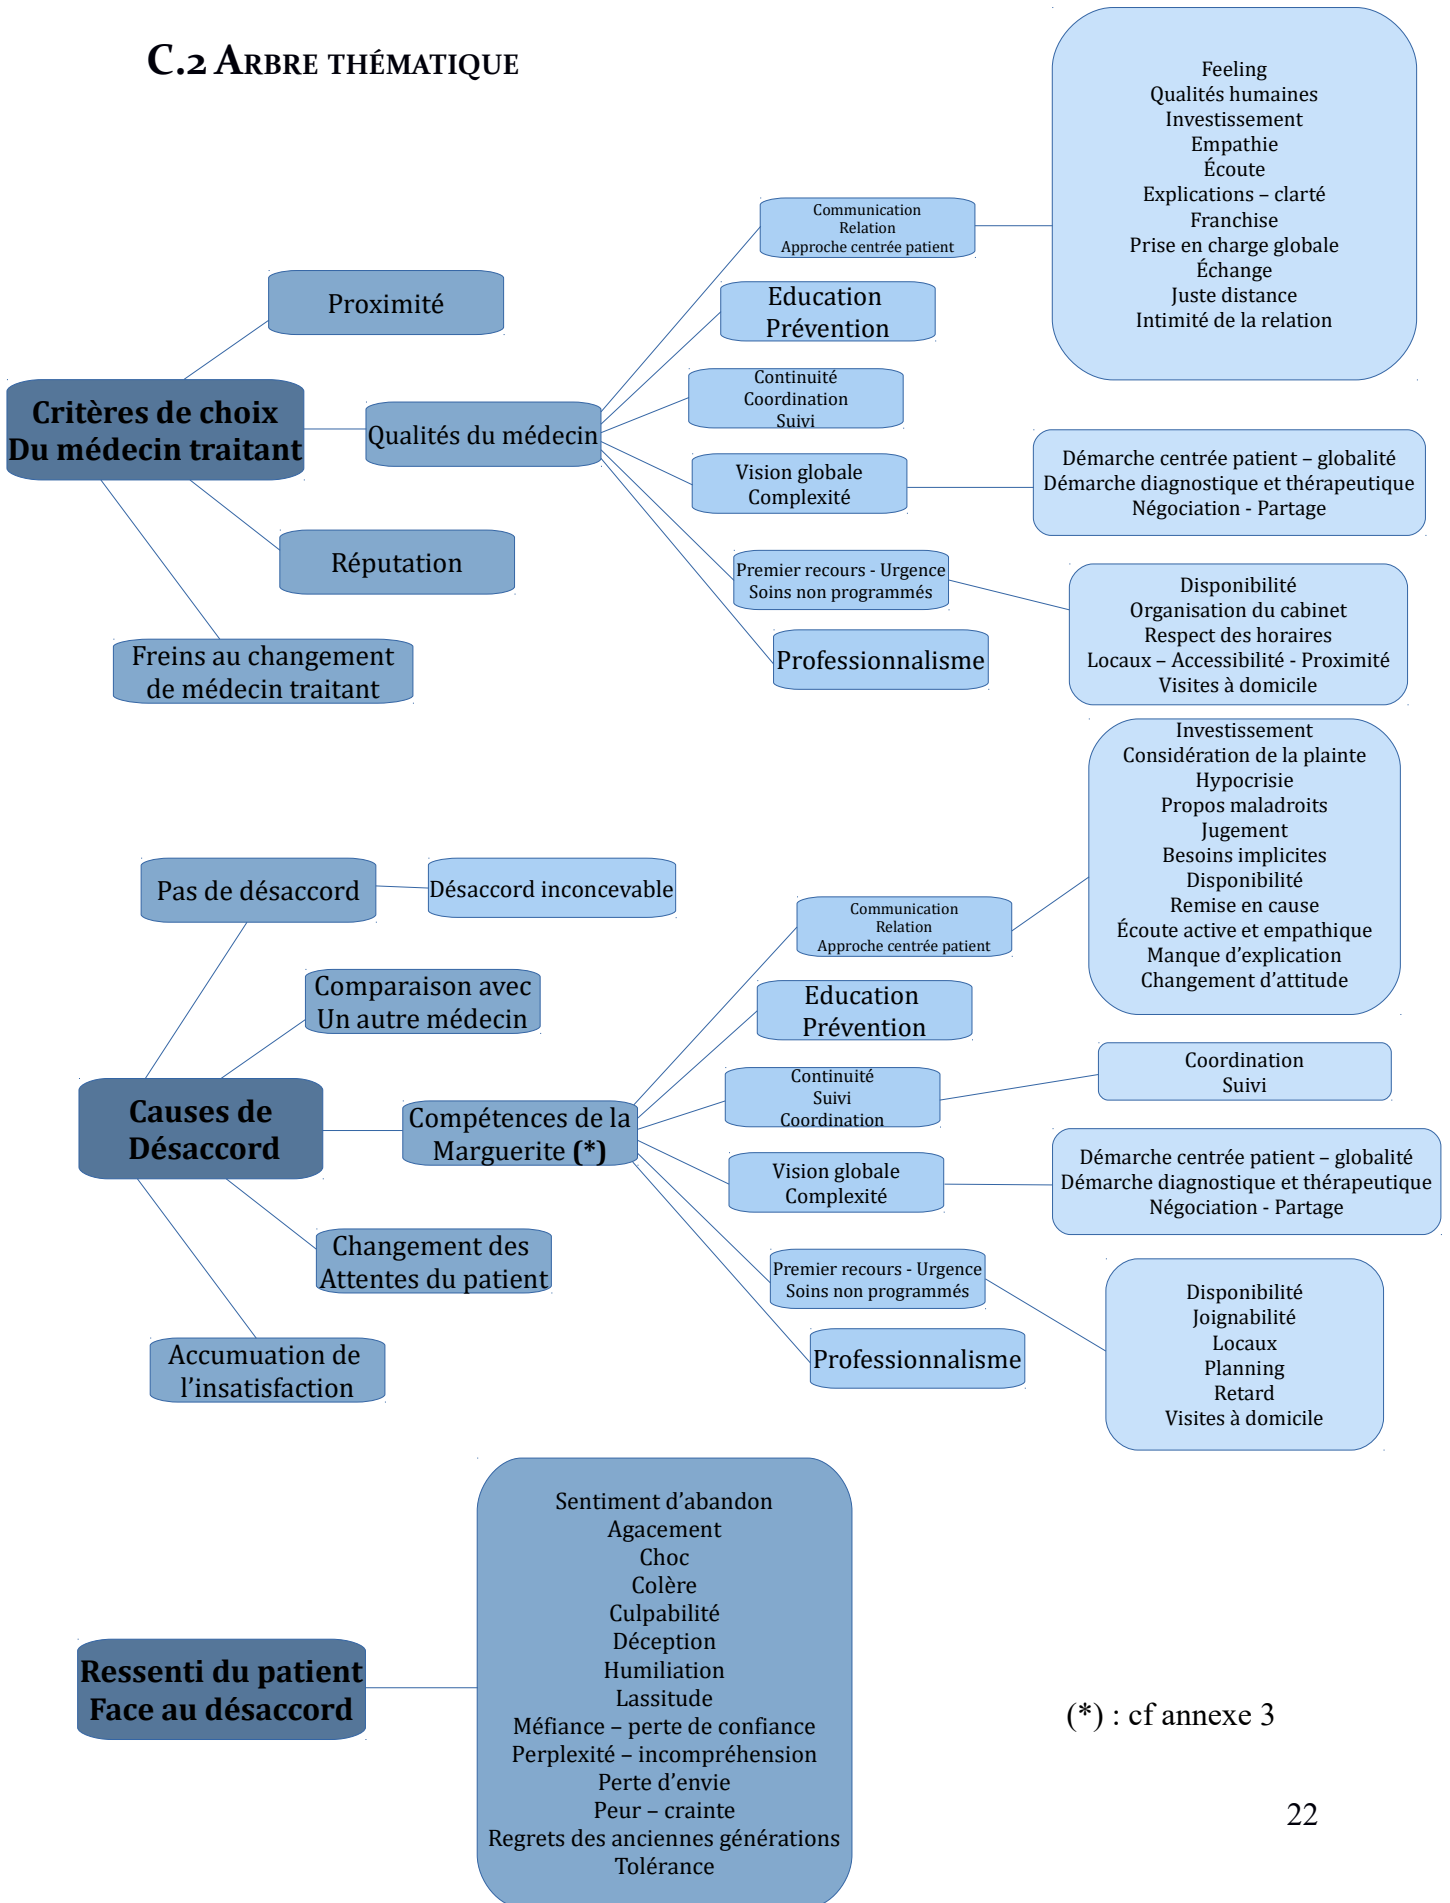 C.2 ARBRE THÉMATIQUE
Feeling
Qualités humaines
Investissement
Empathie
Écoute
Explications – clarté
Franchise
Prise en charge globale
Échange
Juste distance
Intimité de la relation
Communication
Relation
Approche centrée patient
Proximité
Education
Prévention
Critères de choix
Du médecin traitant
Qualités du médecin
Continuité
Coordination
Suivi
Vision globale
Complexité
Démarche centrée patient – globalité
Démarche diagnostique et thérapeutique
Négociation - Partage
Réputation
Premier recours - Urgence
Soins non programmés
Disponibilité
Organisation du cabinet
Respect des horaires
Locaux – Accessibilité - Proximité
Visites à domicile
Freins au changement
de médecin traitant
Professionnalisme
Investissement
Considération de la plainte
Hypocrisie
Propos maladroits
Jugement
Besoins implicites
Disponibilité
Remise en cause
Écoute active et empathique
Manque d'explication
Changement d'attitude
Pas de désaccord
Désaccord inconcevable
Communication
Relation
Approche centrée patient
Comparaison avec
Un autre médecin
Education
Prévention
Causes de
Désaccord
Compétences de la
Marguerite (*)
Continuité
Suivi
Coordination
Coordination
Suivi
Vision globale
Complexité
Démarche centrée patient – globalité
Démarche diagnostique et thérapeutique
Négociation - Partage
Changement des
Attentes du patient
Premier recours - Urgence
Soins non programmés
Disponibilité
Joignabilité
Locaux
Planning
Retard
Visites à domicile
Accumuation de
l'insatisfaction
Professionnalisme
Ressenti du patient
Face au désaccord
Sentiment d'abandon
Agacement
Choc
Colère
Culpabilité
Déception
Humiliation
Lassitude
Méfiance – perte de confiance
Perplexité – incompréhension
Perte d'envie
Peur – crainte
Regrets des anciennes générations
Tolérance
(*) : cf annexe 3
22